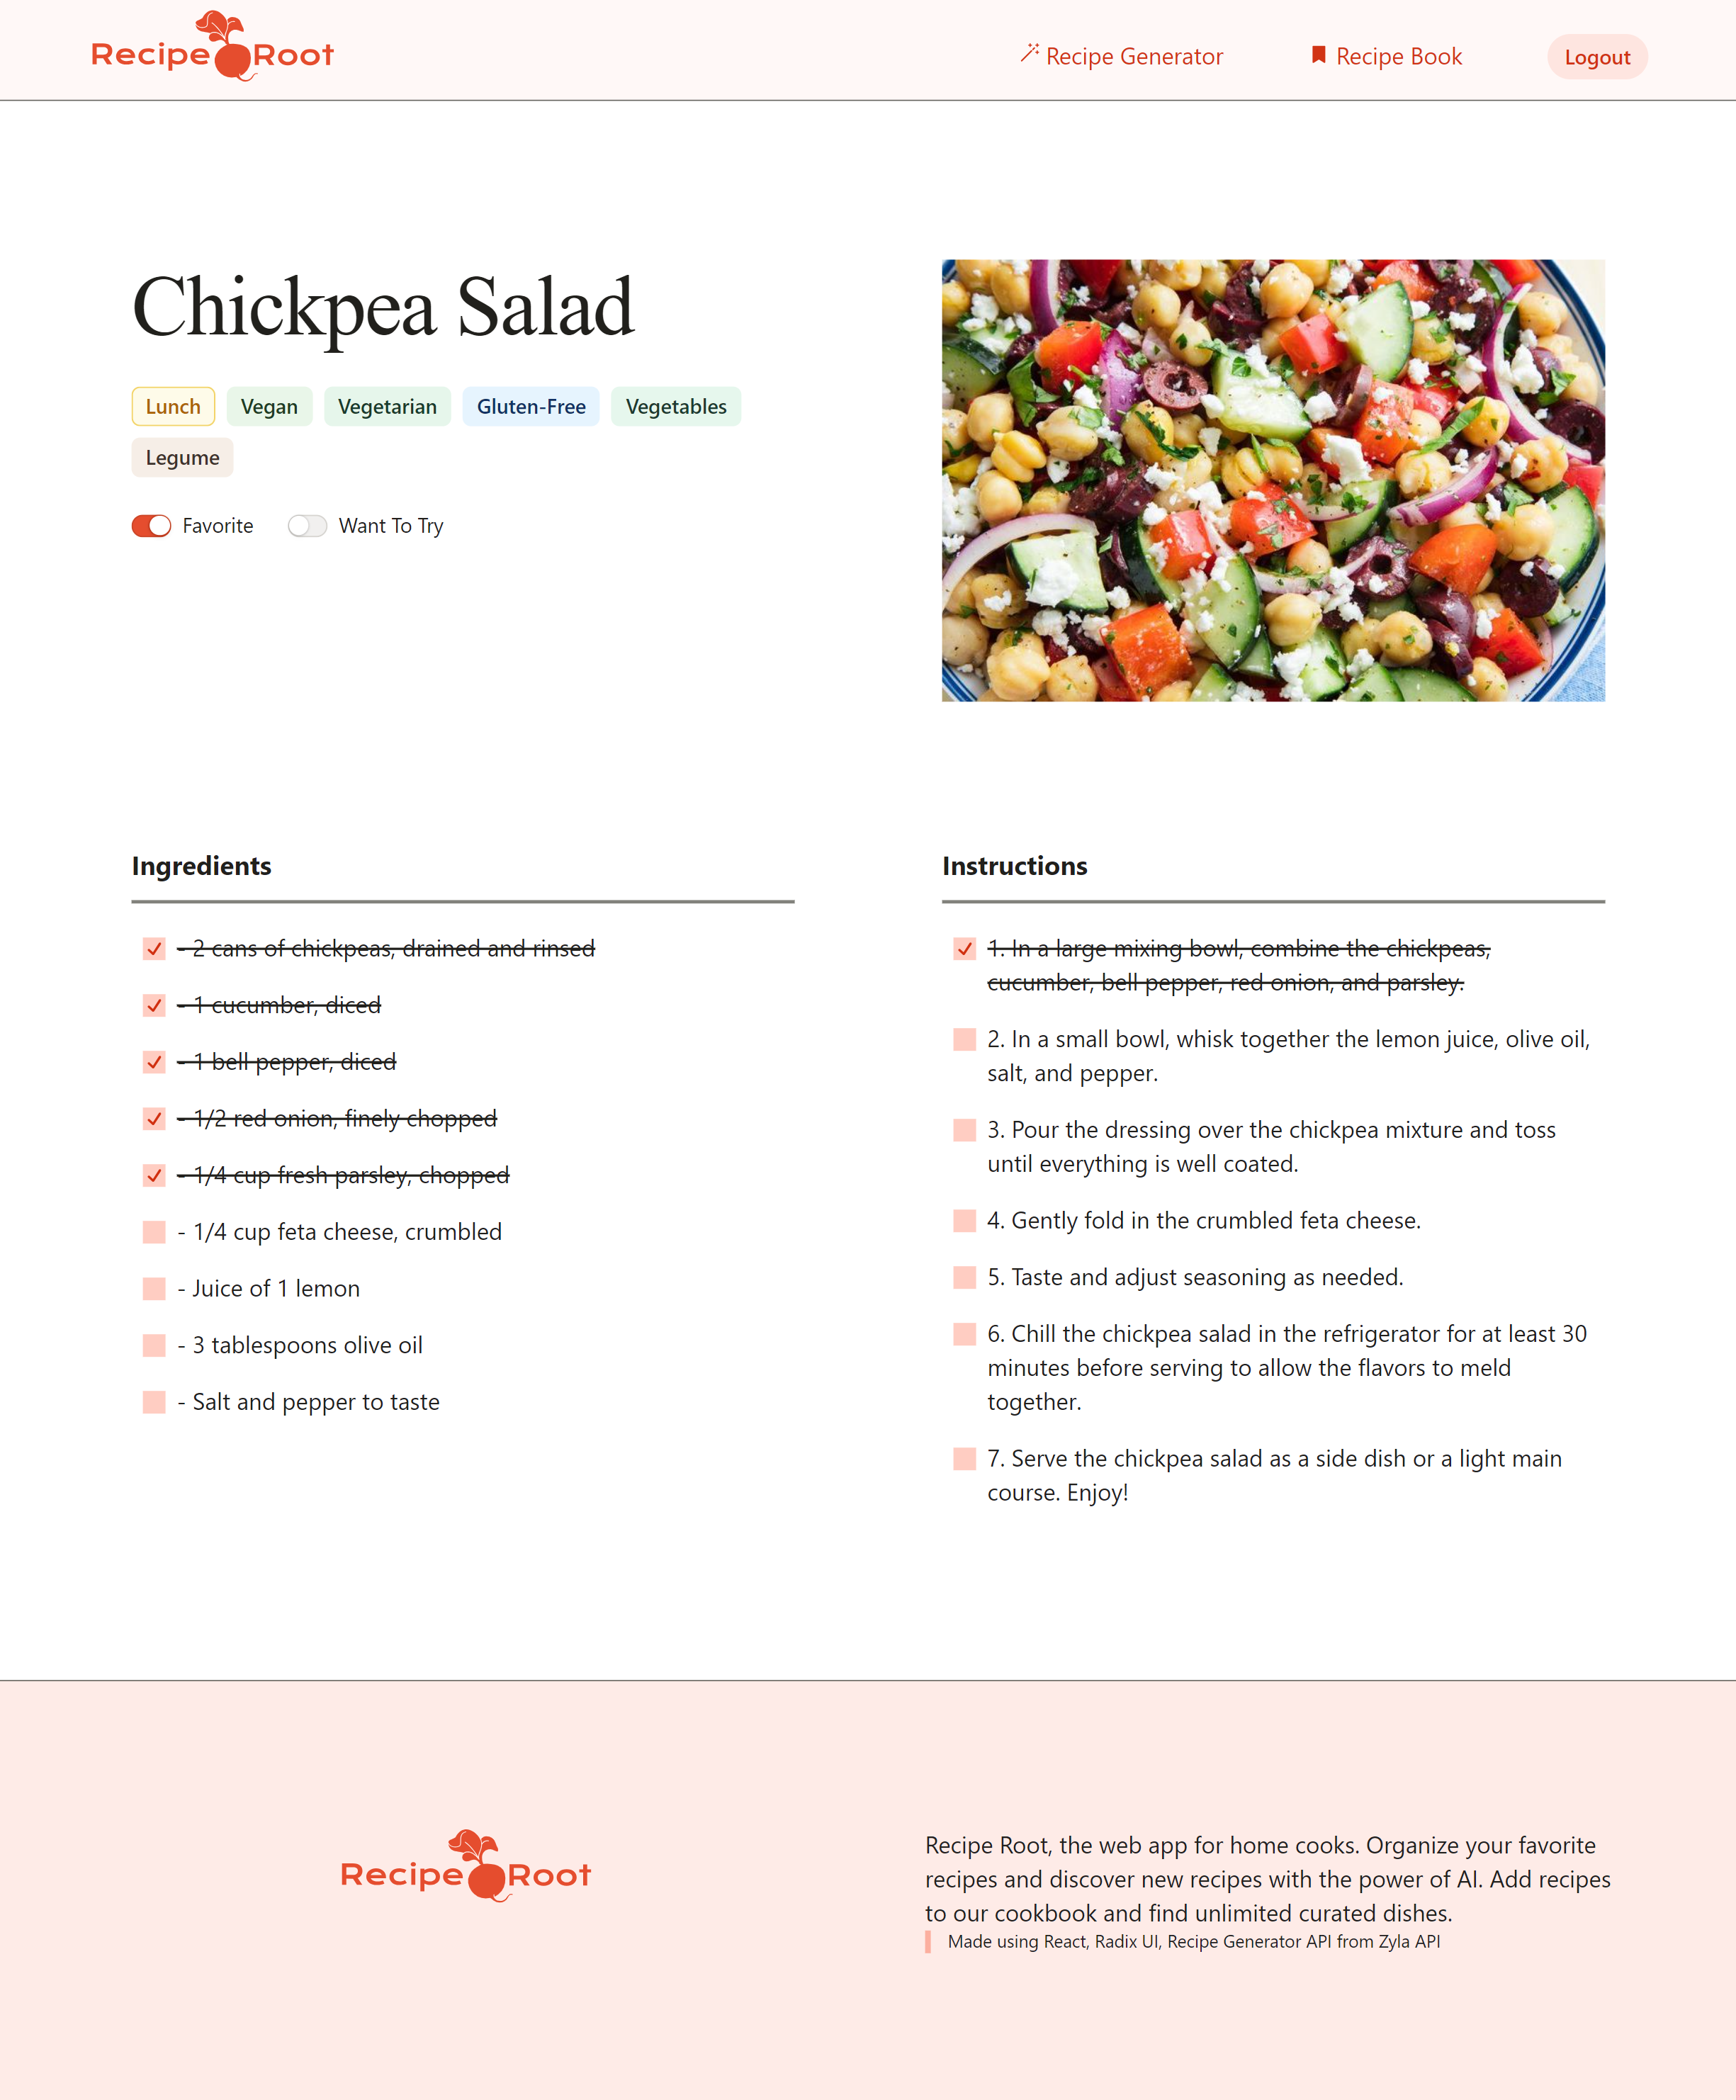 Recipe Root
Recipe Generator
Recipe Book
Logout
Chickpea Salad
Lunch
Vegan
Vegetarian
Gluten-Free
Vegetables
Legume
Favorite
Want To Try
Ingredients
- 2 cans of chickpeas, drained and rinsed
- 1 cucumber, diced
- 1 bell pepper, diced
- 1/2 red onion, finely chopped
- 1/4 cup fresh parsley, chopped
- 1/4 cup feta cheese, crumbled
- Juice of 1 lemon
- 3 tablespoons olive oil
- Salt and pepper to taste
Instructions
1. In a large mixing bowl, combine the chickpeas,
cucumber, bell pepper, red onion, and parsley.
2. In a small bowl, whisk together the lemon juice, olive oil,
salt, and pepper.
3. Pour the dressing over the chickpea mixture and toss
until everything is well coated.
4. Gently fold in the crumbled feta cheese.
5. Taste and adjust seasoning as needed.
6. Chill the chickpea salad in the refrigerator for at least 30
minutes before serving to allow the flavors to meld
together.
7. Serve the chickpea salad as a side dish or a light main
course. Enjoy!
Recipe Root
Recipe Root, the web app for home cooks. Organize your favorite
recipes and discover new recipes with the power of AI. Add recipes
to our cookbook and find unlimited curated dishes.
Made using React, Radix UI, Recipe Generator API from Zyla API